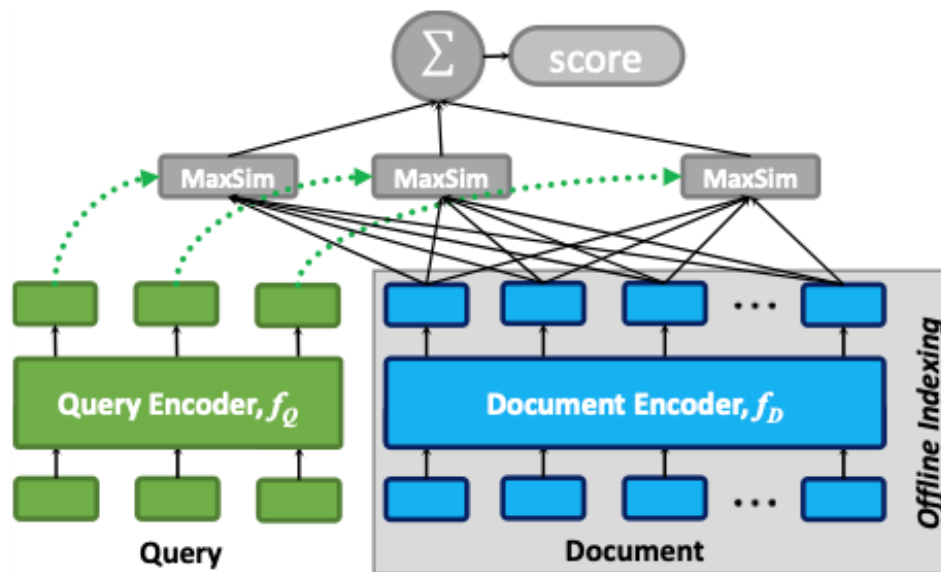 Σ
score
MaxSim
MaxSim
MaxSim
...
Query Encoder, f_Q
Document Encoder, f_D
...
Query
Document
Offline Indexing